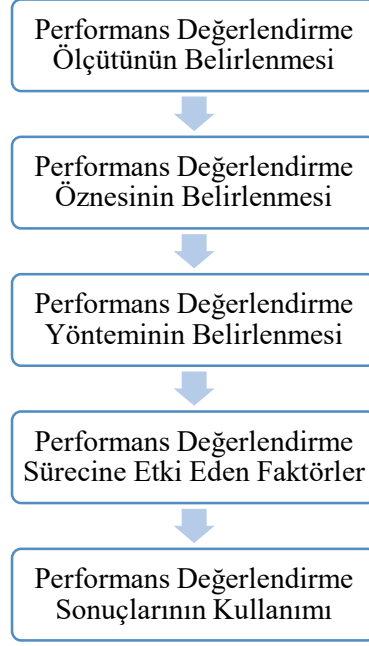 Performans Değerlendirme
Ölçütünün Belirlenmesi
Performans Değerlendirme
Öznesinin Belirlenmesi
Performans Değerlendirme
Yönteminin Belirlenmesi
Performans Değerlendirme
Sürecine Etki Eden Faktörler
Performans Değerlendirme
Sonuçlarının Kullanımı